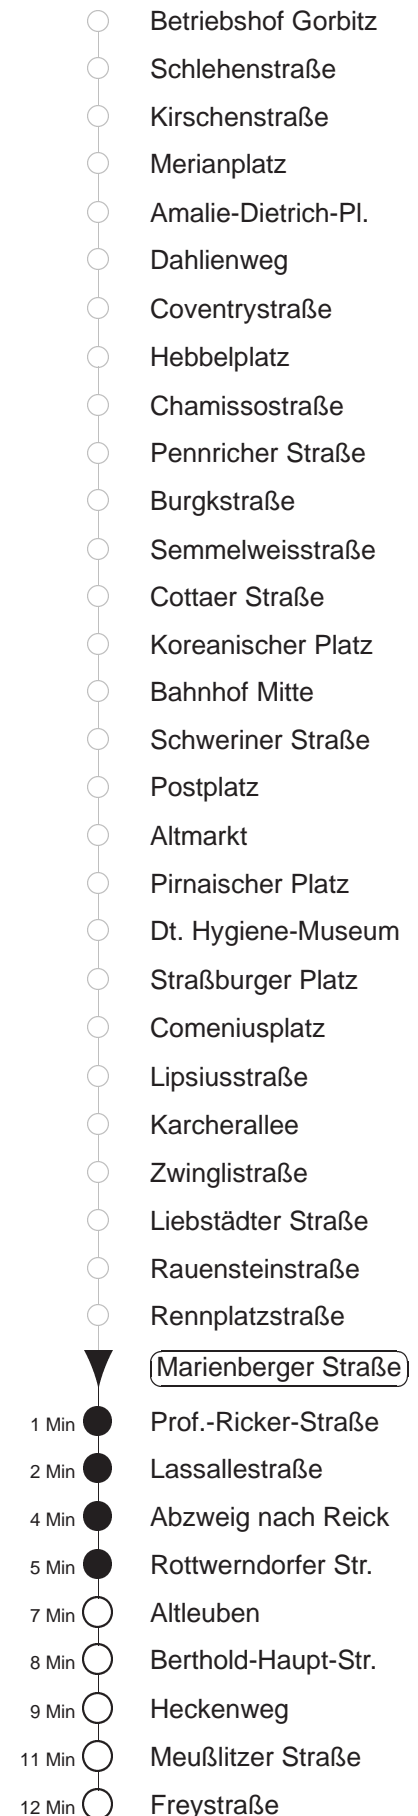 Betriebshof Gorbitz
Schlehenstraße
Kirschenstraße
Merianplatz
Amalie-Dietrich-Pl.
Dahlienweg
Coventrystraße
Hebbelplatz
Chamissostraße
Pennricher Straße
Burgkstraße
Semmelweisstraße
Cottaer Straße
Koreanischer Platz
Bahnhof Mitte
Schweriner Straße
Postplatz
Altmarkt
Pirnaischer Platz
Dt. Hygiene-Museum
Straßburger Platz
Comeniusplatz
Lipsiusstraße
Karcherallee
Zwinglistraße
Liebstädter Straße
Rauensteinstraße
Rennplatzstraße
Marienberger Straße
1 Min Prof.-Ricker-Straße
2 Min Lassallestraße
4 Min Abzweig nach Reick
5 Min Rottwerndorfer Str.
7 Min Altleuben
8 Min Berthold-Haupt-Str.
9 Min Heckenweg
11 Min Meußlitzer Straße
12 Min Freystraße